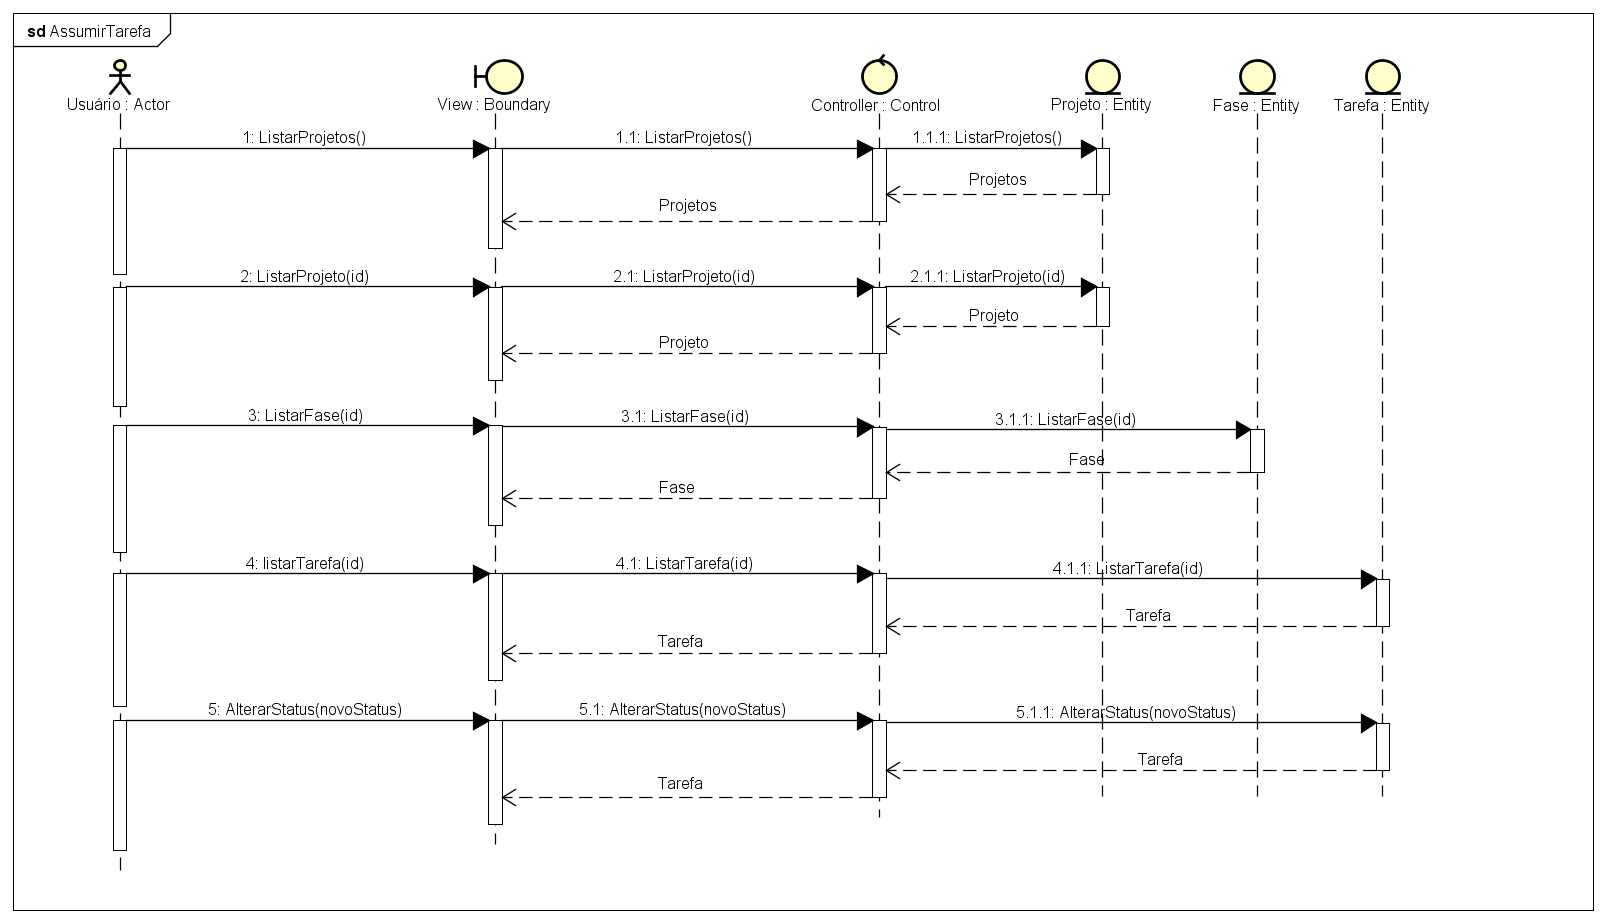 sd AssumirTarefa
Usuário : Actor
View : Boundary
Controller : Control
Projeto : Entity
Fase : Entity
Tarefa : Entity
1: ListarProjetos()
1.1: ListarProjetos()
1.1.1: ListarProjetos()
Projetos
Projetos
2: ListarProjeto(id)
2.1: ListarProjeto(id)
2.1.1: ListarProjeto(id)
Projeto
Projeto
3: ListarFase(id)
3.1: ListarFase(id)
3.1.1: ListarFase(id)
Fase
Fase
4: listarTarefa(id)
4.1: ListarTarefa(id)
4.1.1: ListarTarefa(id)
Tarefa
Tarefa
5: AlterarStatus(novoStatus)
5.1: AlterarStatus(novoStatus)
5.1.1: AlterarStatus(novoStatus)
Tarefa
Tarefa